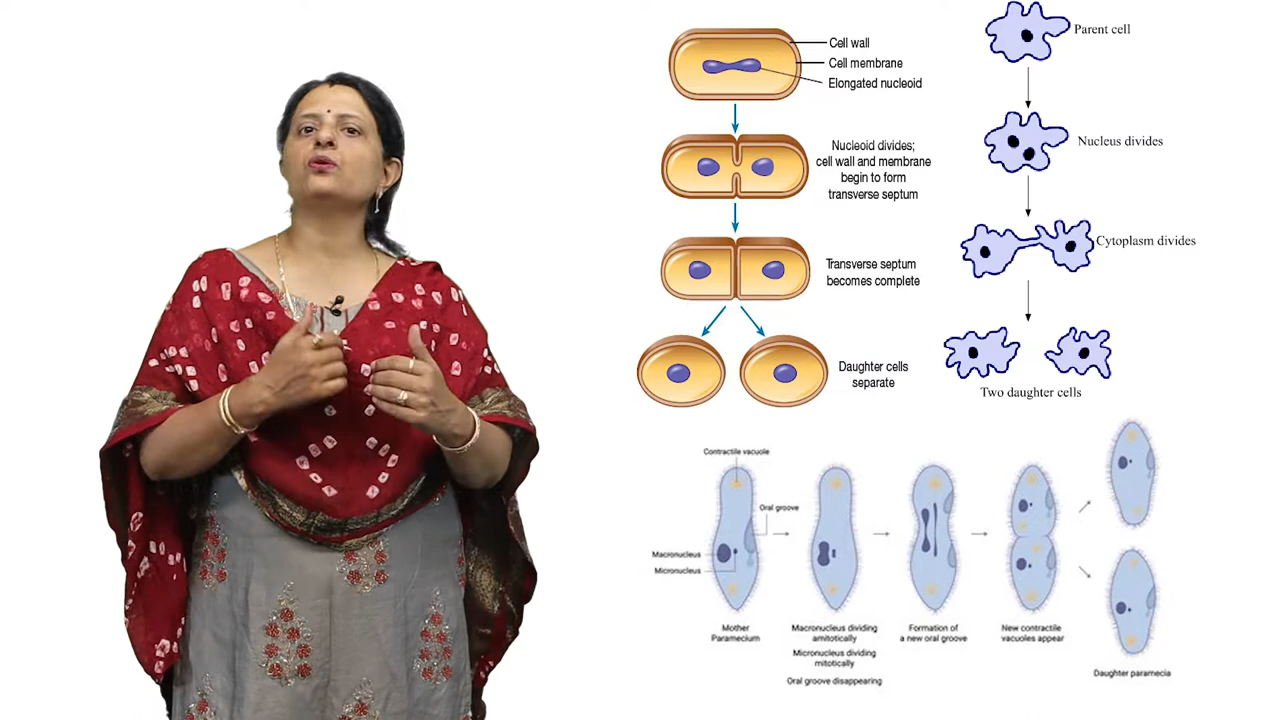 Cell wall
Cell membrane
Elongated nucleoid
Nucleoid divides;
cell wall and membrane
begin to form
transverse septum
Transverse septum
becomes complete
Daughter cells
separate
Parent cell
Nucleus divides
Cytoplasm divides
Two daughter cells
Contractile vacuole
Oral groove
Macronucleus
Micronucleus
Mother
Paramecium
Macronucleus dividing
amitotically
Micronucleus dividing
mitotically
Oral groove disappearing
Formation of
a new oral groove
New contractile
vacuoles appear
Daughter paramecia